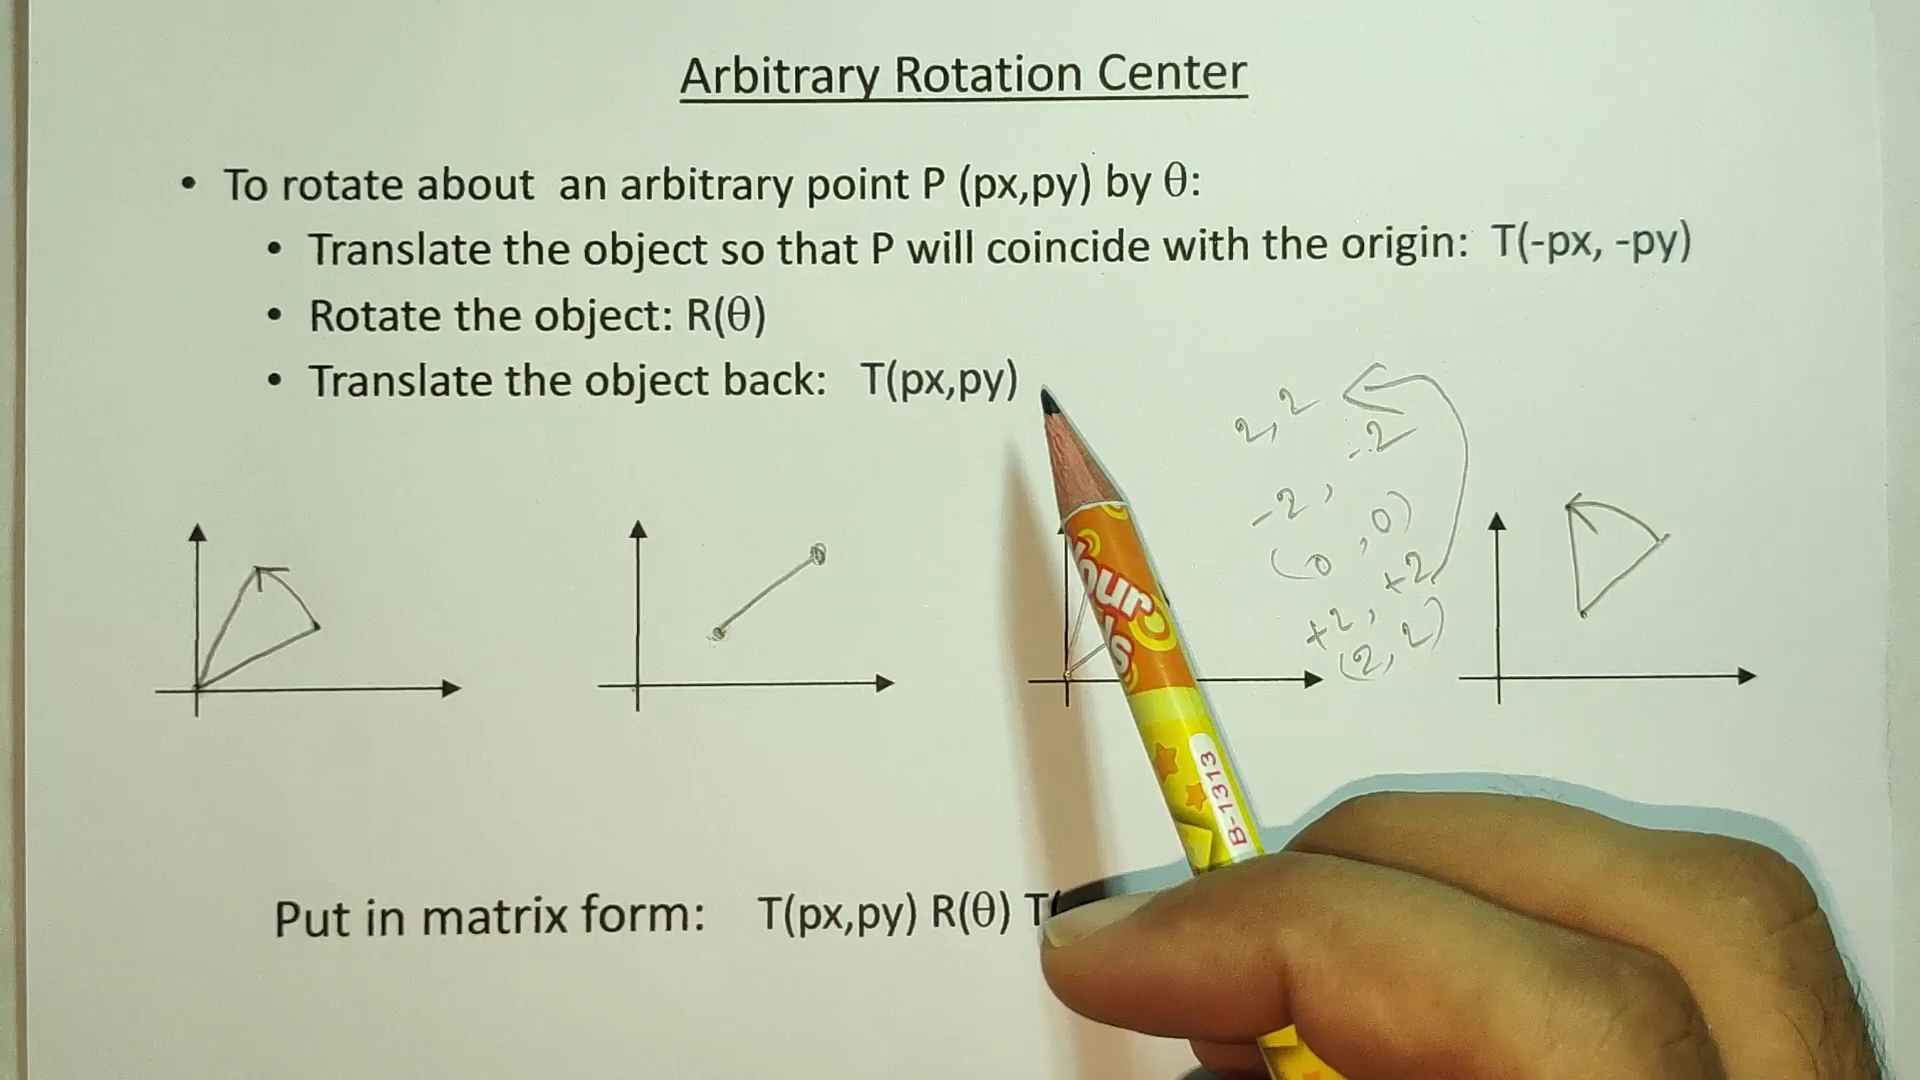 Arbitrary Rotation Center
• To rotate about an arbitrary point P (px,py) by θ:
• Translate the object so that P will coincide with the origin: T(-px, -py)
• Rotate the object: R(θ)
• Translate the object back: T(px,py)
2, 2
-2, -2
(0, 0)
+2, +2
(2, 2)
our
B-1313
Put in matrix form: T(px,py) R(θ) T(